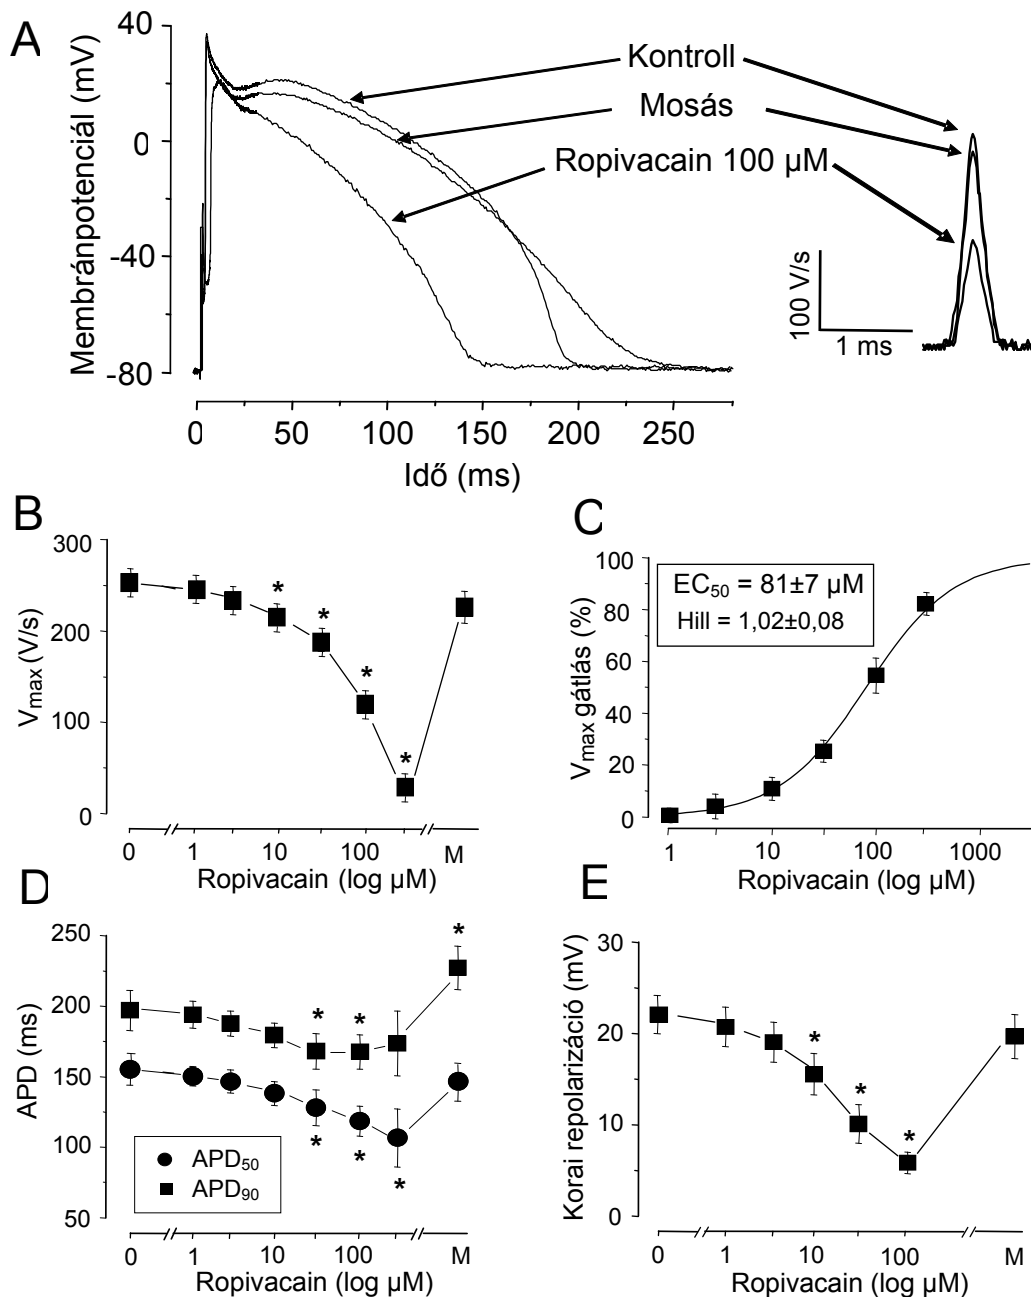 A
Membránpotenciál (mV)
40
0
-40
-80
0 50 100 150 200 250
Idő (ms)
Kontroll
Mosás
Ropivacain 100 µM
100 V/s
1 ms
B
Vmax (V/s)
300
200
100
0
0 1 10 100 M
Ropivacain (log µM)
* * * *
C
Vmax gátlás (%)
100
80
60
40
20
0
EC50 = 81±7 µM
Hill = 1,02±0,08
1 10 100 1000
Ropivacain (log µM)
D
APD (ms)
250
200
150
100
50
* * *
* * *
APD50
APD90
0 1 10 100 M
Ropivacain (log µM)
E
Korai repolarizáció (mV)
30
20
10
0
* * *
0 1 10 100 M
Ropivacain (log µM)